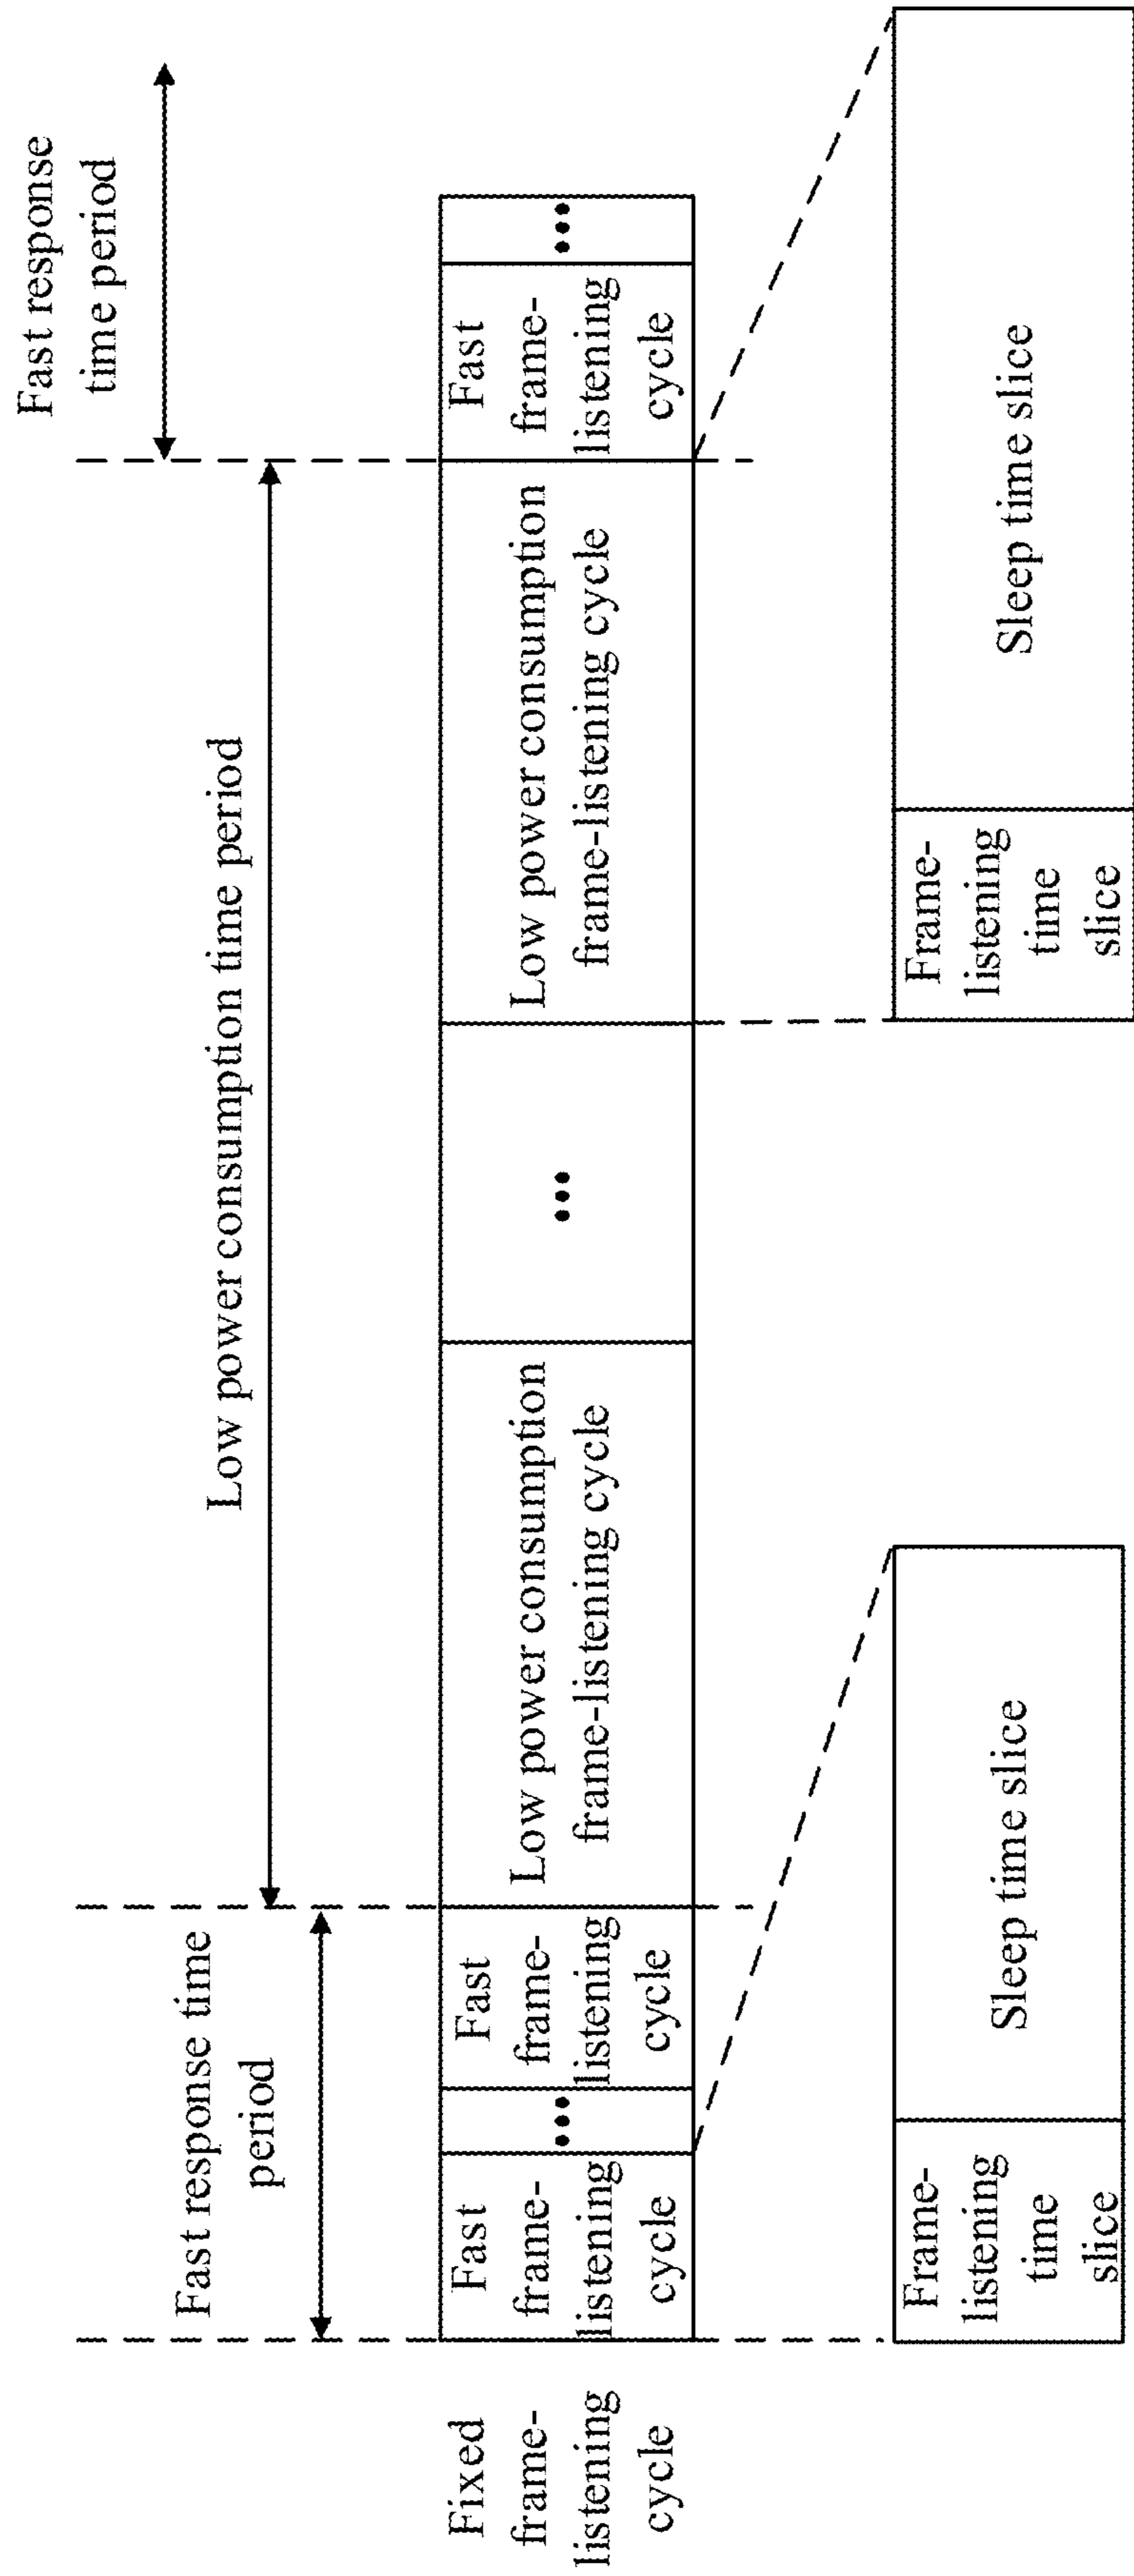 Fast response time
period
Low power consumption time period
Fast response
time period
Fixed
frame-
listening
cycle
Fast
frame-
listening
cycle
•••
Fast
frame-
listening
cycle
Low power consumption
frame-listening cycle
•••
Low power consumption
frame-listening cycle
Fast
frame-
listening
cycle
•••
Frame-
listening
time
slice
Sleep time slice
Frame-
listening
time
slice
Sleep time slice